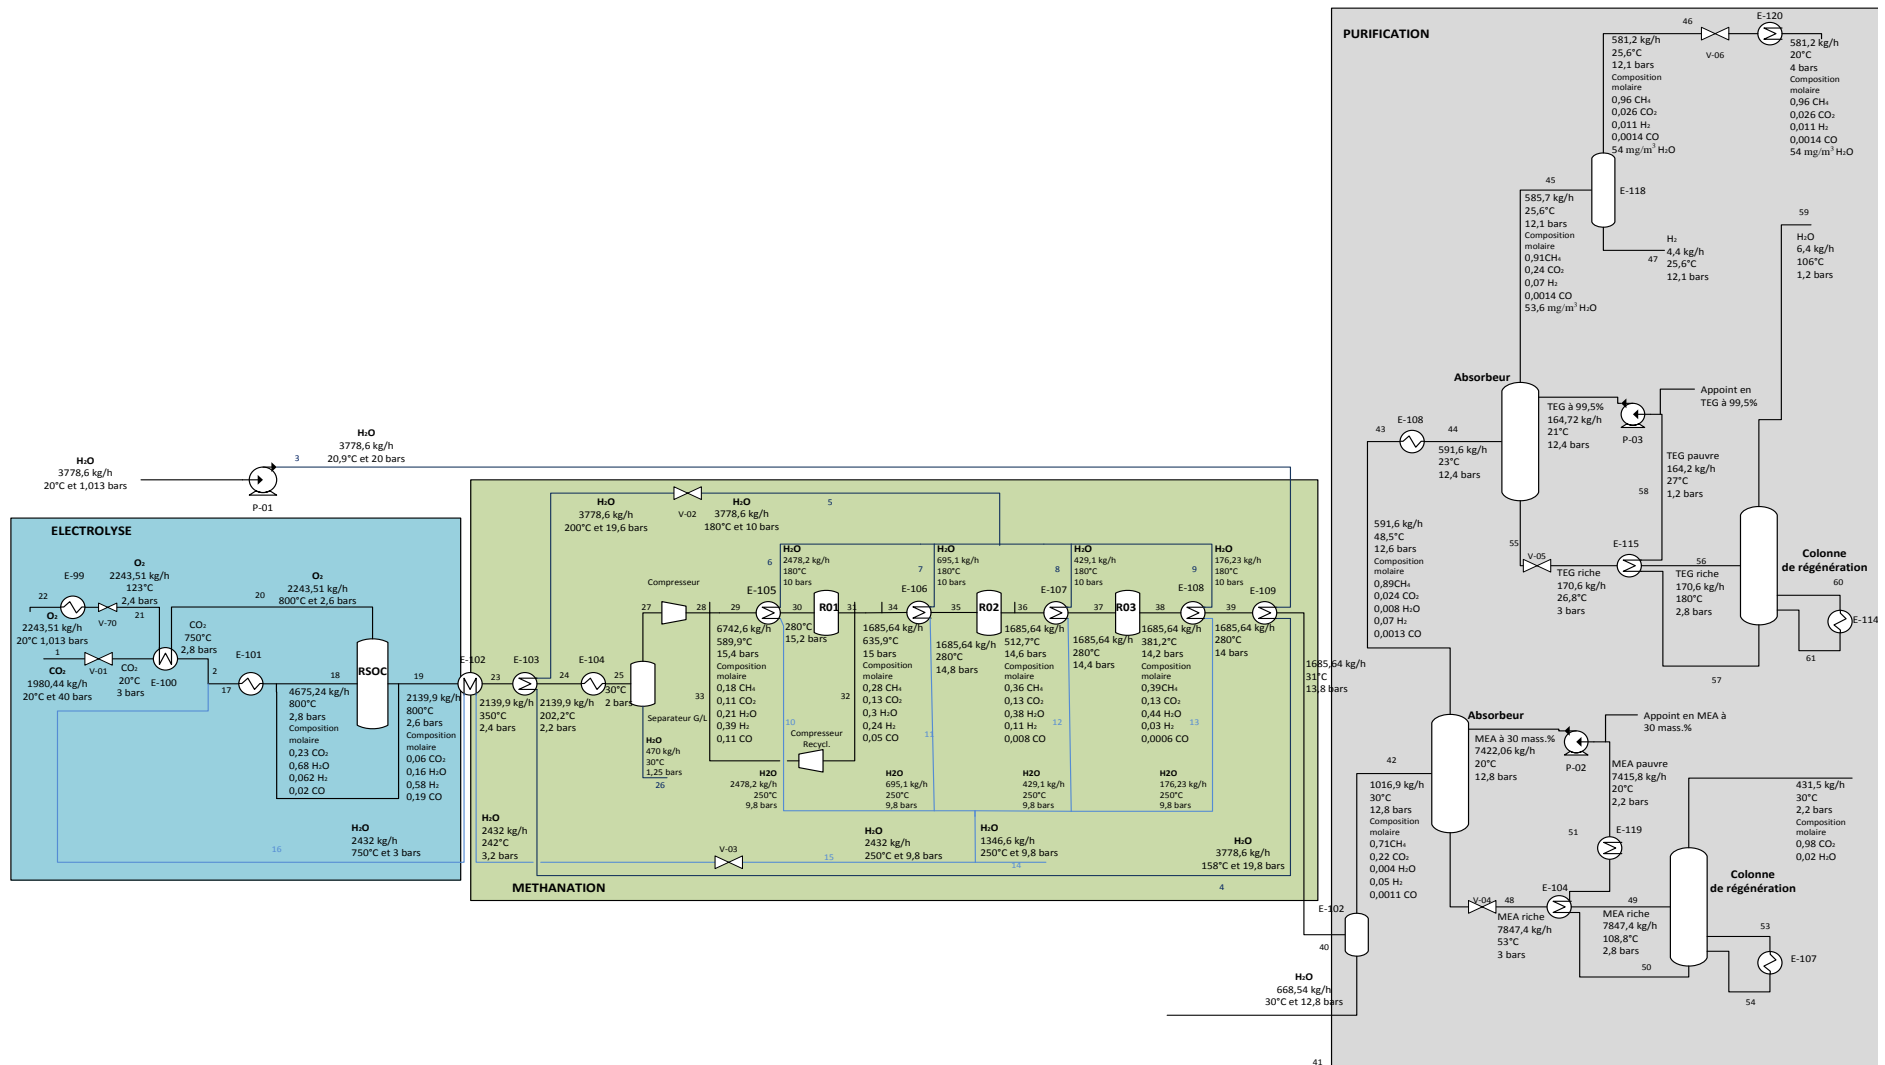 PURIFICATION
46
E-120
V-06
581,2 kg/h
25,6°C
12,1 bars
Composition
molaire
0,96 CH₄
0,026 CO₂
0,011 H₂
0,0014 CO
54 mg/m³ H₂O
581,2 kg/h
20°C
4 bars
Composition
molaire
0,96 CH₄
0,026 CO₂
0,011 H₂
0,0014 CO
54 mg/m³ H₂O
45
E-118
585,7 kg/h
25,6°C
12,1 bars
Composition
molaire
0,91CH₄
0,24 CO₂
0,07 H₂
0,0014 CO
53,6 mg/m³ H₂O
H₂
4,4 kg/h
25,6°C
12,1 bars
47
59
H₂O
6,4 kg/h
106°C
1,2 bars
Absorbeur
TEG à 99,5%
164,72 kg/h
21°C
12,4 bars
P-03
Appoint en
TEG à 99,5%
43
E-108
44
591,6 kg/h
23°C
12,4 bars
TEG pauvre
164,2 kg/h
27°C
1,2 bars
58
591,6 kg/h
48,5°C
12,6 bars
Composition
molaire
0,89CH₄
0,024 CO₂
0,008 H₂O
0,07 H₂
0,0013 CO
55
V-05
E-115
56
TEG riche
170,6 kg/h
26,8°C
3 bars
TEG riche
170,6 kg/h
180°C
2,8 bars
Colonne
de régénération
60
E-114
61
57
H₂O
3778,6 kg/h
20°C et 1,013 bars
P-01
H₂O
3778,6 kg/h
20,9°C et 20 bars
3
ELECTROLYSE
E-99
22
O₂
2243,51 kg/h
20°C 1,013 bars
O₂
2243,51 kg/h
123°C
2,4 bars
V-70
21
20
O₂
2243,51 kg/h
800°C et 2,6 bars
1
CO₂
1980,44 kg/h
20°C et 40 bars
V-01
CO₂
20°C
3 bars
E-100
CO₂
750°C
2,8 bars
2
17
E-101
18
4675,24 kg/h
800°C
2,8 bars
Composition
molaire
0,23 CO₂
0,68 H₂O
0,062 H₂
0,02 CO
RSOC
19
2139,9 kg/h
800°C
2,6 bars
Composition
molaire
0,06 CO₂
0,16 H₂O
0,58 H₂
0,19 CO
16
H₂O
2432 kg/h
750°C et 3 bars
METHANATION
E-102
23
2139,9 kg/h
350°C
2,4 bars
E-103
24
2139,9 kg/h
202,2°C
2,2 bars
E-104
25
30°C
2 bars
H₂O
3778,6 kg/h
200°C et 19,6 bars
V-02
H₂O
3778,6 kg/h
180°C et 10 bars
5
Separateur G/L
H₂O
470 kg/h
30°C
1,25 bars
26
27
Compresseur
28
29
E-105
30
6742,6 kg/h
589,9°C
15,4 bars
Composition
molaire
0,18 CH₄
0,11 CO₂
0,21 H₂O
0,39 H₂
0,11 CO
33
6
H₂O
2478,2 kg/h
180°C
10 bars
280°C
15,2 bars
R01
31
32
Compresseur
Recycl.
34
E-106
35
1685,64 kg/h
635,9°C
15 bars
Composition
molaire
0,28 CH₄
0,13 CO₂
0,3 H₂O
0,24 H₂
0,05 CO
7
H₂O
695,1 kg/h
180°C
10 bars
1685,64 kg/h
280°C
14,8 bars
R02
36
E-107
37
1685,64 kg/h
512,7°C
14,6 bars
Composition
molaire
0,36 CH₄
0,13 CO₂
0,38 H₂O
0,11 H₂
0,008 CO
8
H₂O
429,1 kg/h
180°C
10 bars
1685,64 kg/h
280°C
14,4 bars
R03
38
E-108
39
1685,64 kg/h
381,2°C
14,2 bars
Composition
molaire
0,39CH₄
0,13 CO₂
0,44 H₂O
0,03 H₂
0,0006 CO
9
H₂O
176,23 kg/h
180°C
10 bars
1685,64 kg/h
280°C
14 bars
E-109
1685,64 kg/h
31°C
13,8 bars
10
11
12
13
H2O
2478,2 kg/h
250°C
9,8 bars
H2O
695,1 kg/h
250°C
9,8 bars
H2O
429,1 kg/h
250°C
9,8 bars
H2O
176,23 kg/h
250°C
9,8 bars
H₂O
2432 kg/h
242°C
3,2 bars
V-03
15
H₂O
2432 kg/h
250°C et 9,8 bars
H₂O
1346,6 kg/h
250°C et 9,8 bars
14
H₂O
3778,6 kg/h
158°C et 19,8 bars
4
E-102
40
H₂O
668,54 kg/h
30°C et 12,8 bars
41
42
1016,9 kg/h
30°C
12,8 bars
Composition
molaire
0,71CH₄
0,22 CO₂
0,004 H₂O
0,05 H₂
0,0011 CO
Absorbeur
MEA à 30 mass.%
7422,06 kg/h
20°C
12,8 bars
P-02
Appoint en MEA à
30 mass.%
MEA pauvre
7415,8 kg/h
20°C
2,2 bars
51
E-119
V-04
48
E-104
49
MEA riche
7847,4 kg/h
53°C
3 bars
MEA riche
7847,4 kg/h
108,8°C
2,8 bars
50
431,5 kg/h
30°C
2,2 bars
Composition
molaire
0,98 CO₂
0,02 H₂O
Colonne
de régénération
53
E-107
54